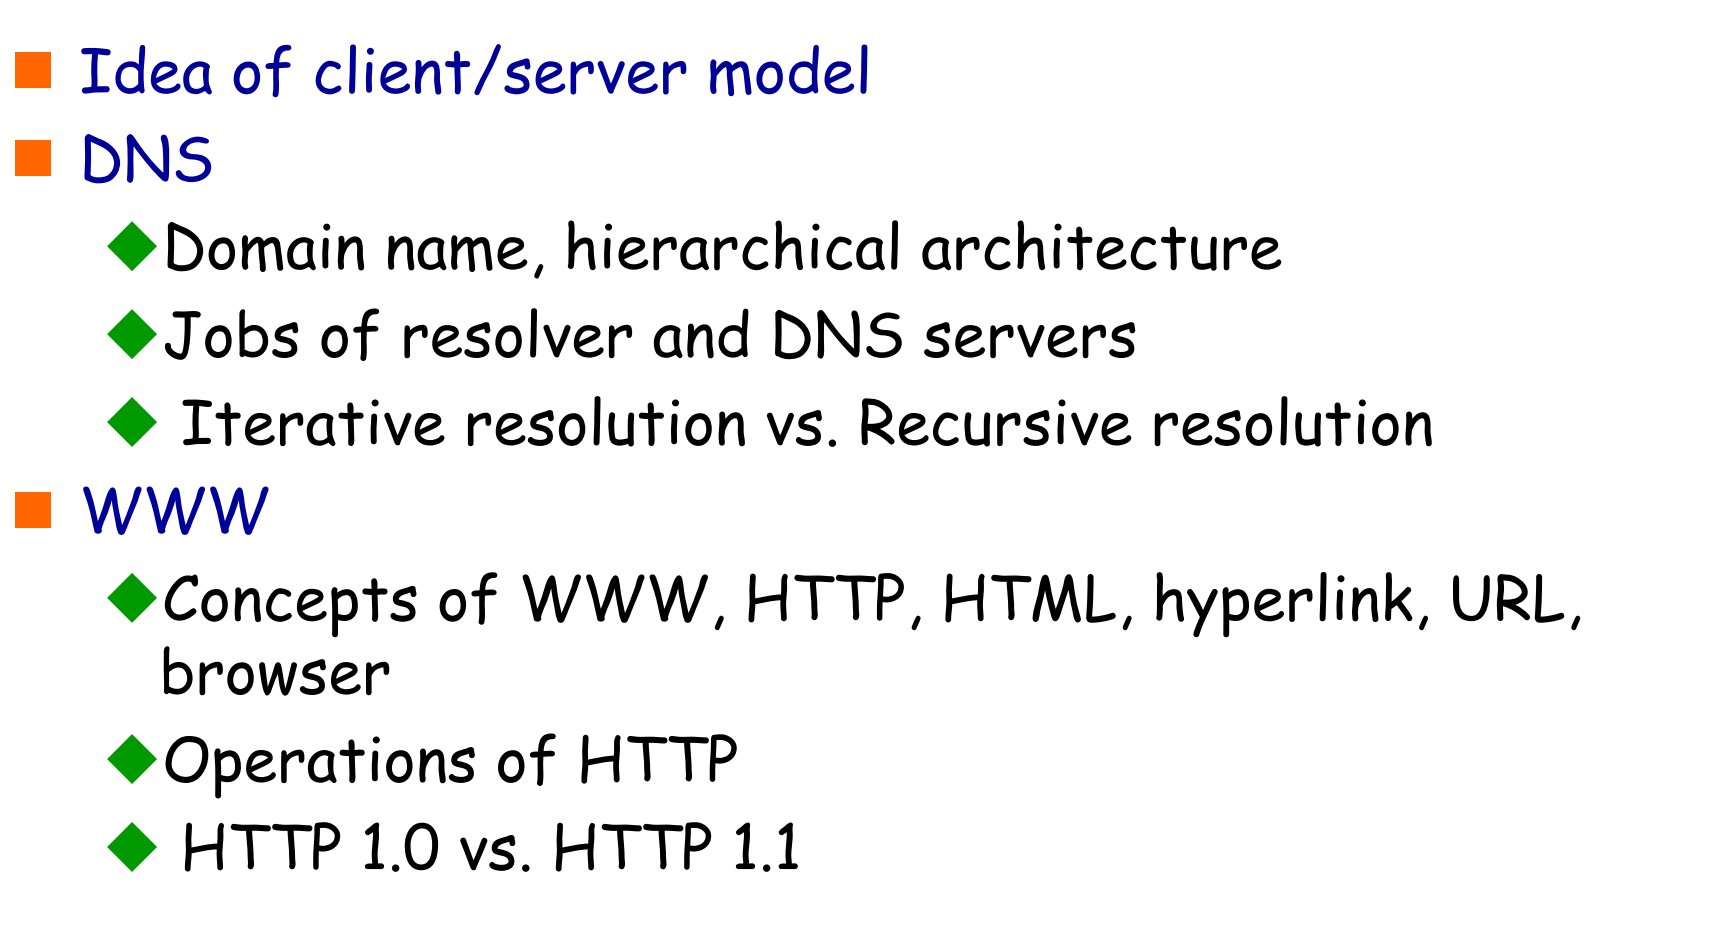 Idea of client/server model
DNS
Domain name, hierarchical architecture
Jobs of resolver and DNS servers
Iterative resolution vs. Recursive resolution
WWW
Concepts of WWW, HTTP, HTML, hyperlink, URL,
browser
Operations of HTTP
HTTP 1.0 vs. HTTP 1.1